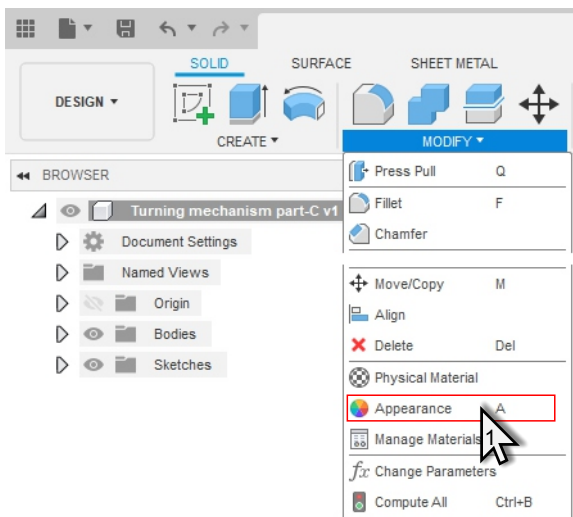 SOLID SURFACE SHEET METAL
DESIGN
CREATE MODIFY
BROWSER
Press Pull Q
Turning mechanism part-C v1
Fillet F
Document Settings
Chamfer
Named Views
Move/Copy M
Origin
Align
Bodies
Delete Del
Sketches
Physical Material
Appearance A
Manage Materials
1
fx Change Parameters
Compute All Ctrl+B